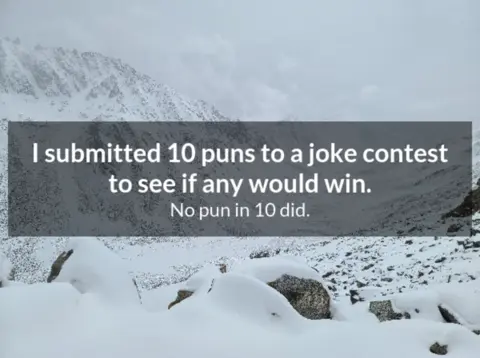 I submitted 10 puns to a joke contest
to see if any would win.
No pun in 10 did.